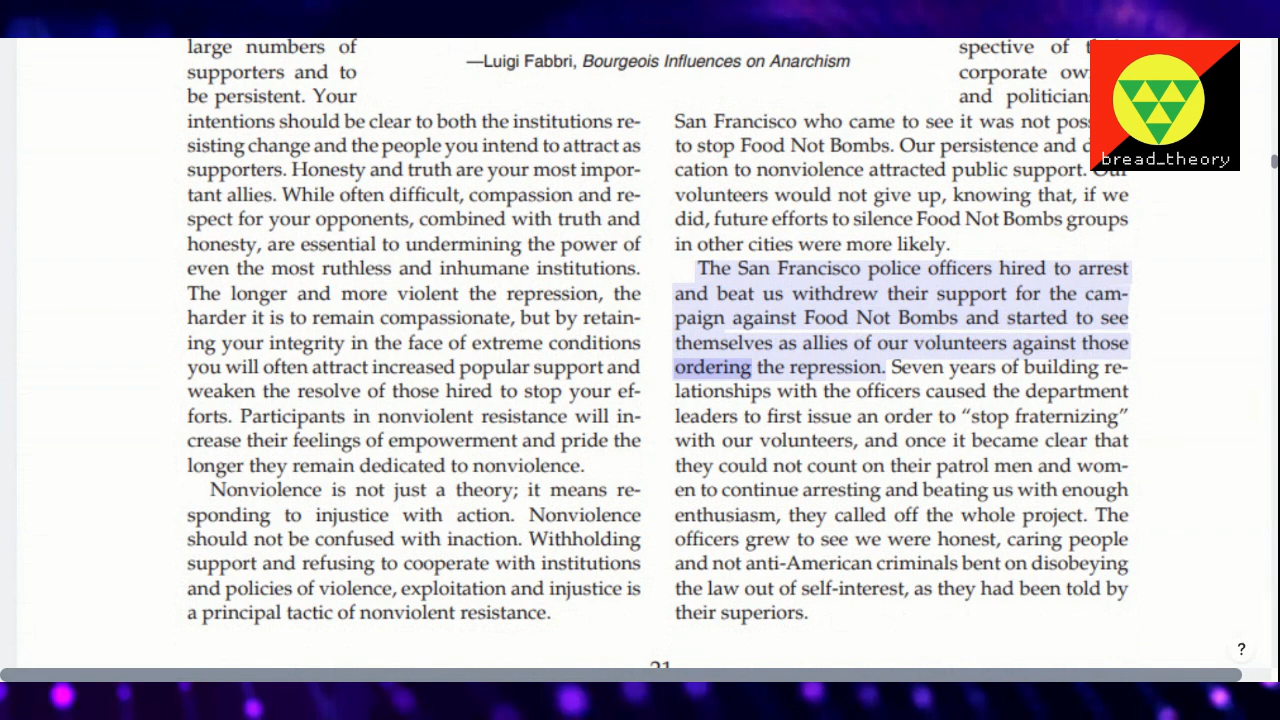 large numbers of
supporters and to
be persistent. Your
intentions should be clear to both the institutions re-
sisting change and the people you intend to attract as
supporters. Honesty and truth are your most impor-
tant allies. While often difficult, compassion and re-
spect for your opponents, combined with truth and
honesty, are essential to undermining the power of
even the most ruthless and inhumane institutions.
The longer and more violent the repression, the
harder it is to remain compassionate, but by retain-
ing your integrity in the face of extreme conditions
you will often attract increased popular support and
weaken the resolve of those hired to stop your ef-
forts. Participants in nonviolent resistance will in-
crease their feelings of empowerment and pride the
longer they remain dedicated to nonviolence.
Nonviolence is not just a theory; it means re-
sponding to injustice with action. Nonviolence
should not be confused with inaction. Withholding
support and refusing to cooperate with institutions
and policies of violence, exploitation and injustice is
a principal tactic of nonviolent resistance.
—Luigi Fabbri, Bourgeois Influences on Anarchism
spective of
corporate
and politicians
San Francisco who came to see it was not
to stop Food Not Bombs. Our persistence and
cation to nonviolence attracted public support. Our
volunteers would not give up, knowing that, if we
did, future efforts to silence Food Not Bombs groups
in other cities were more likely.
The San Francisco police officers hired to arrest
and beat us withdrew their support for the cam-
paign against Food Not Bombs and started to see
themselves as allies of our volunteers against those
ordering the repression. Seven years of building re-
lationships with the officers caused the department
leaders to first issue an order to “stop fraternizing”
with our volunteers, and once it became clear that
they could not count on their patrol men and wom-
en to continue arresting and beating us with enough
enthusiasm, they called off the whole project. The
officers grew to see we were honest, caring people
and not anti-American criminals bent on disobeying
the law out of self-interest, as they had been told by
their superiors.
21
bread_theory
?